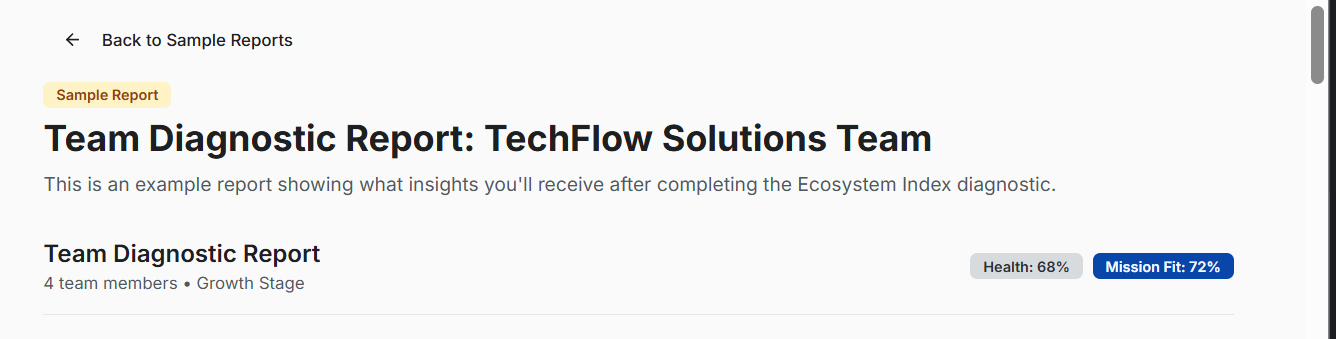 Back to Sample Reports
Sample Report
Team Diagnostic Report: TechFlow Solutions Team
This is an example report showing what insights you'll receive after completing the Ecosystem Index diagnostic.
Team Diagnostic Report
Health: 68%
Mission Fit: 72%
4 team members • Growth Stage